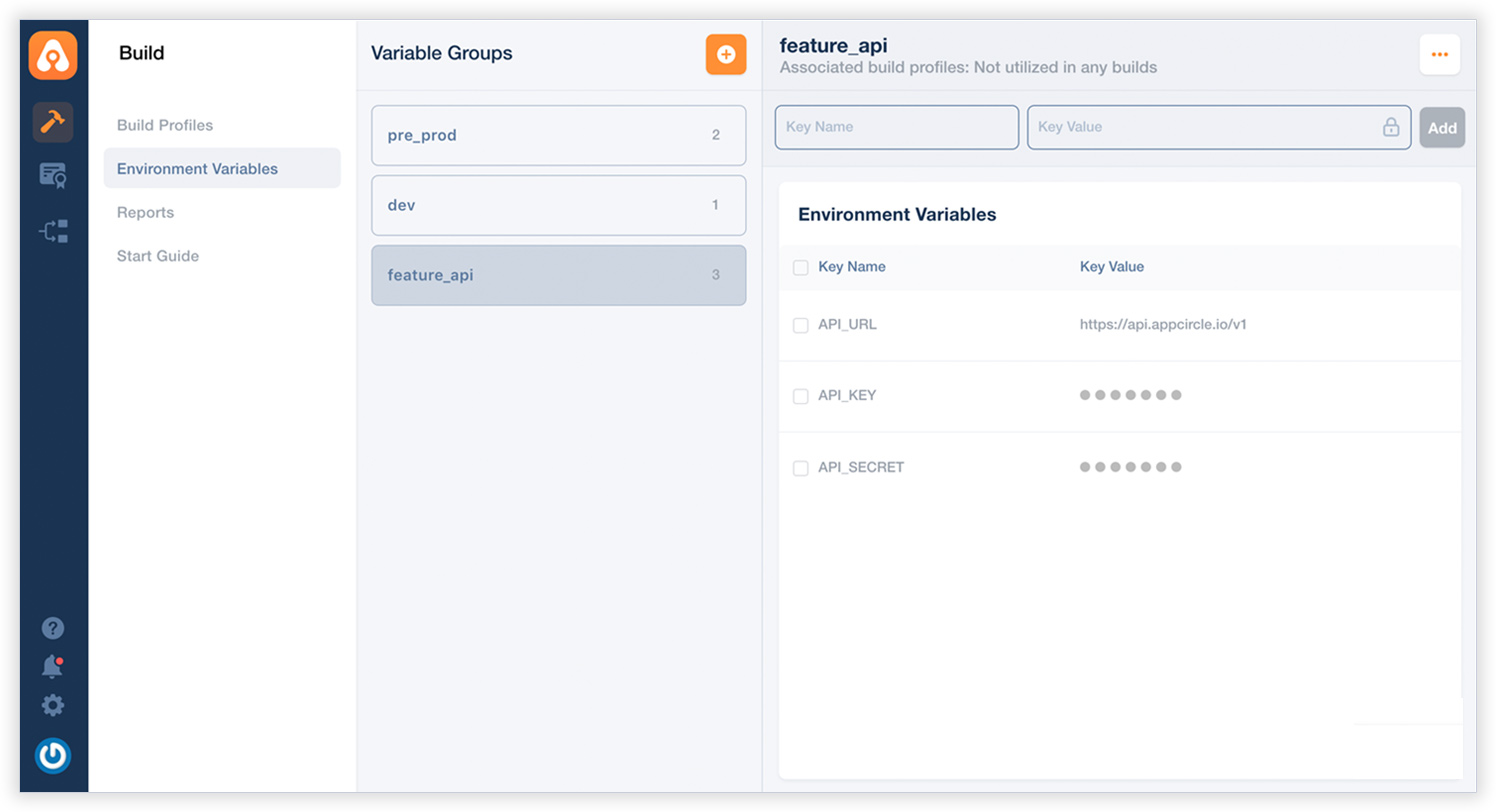 Build
Build Profiles
Environment Variables
Reports
Start Guide
?
Variable Groups
pre_prod 2
dev 1
feature_api 3
feature_api
Associated build profiles: Not utilized in any builds
Key Name Key Value Add
Environment Variables
Key Name Key Value
API_URL https://api.appcircle.io/v1
API_KEY
API_SECRET